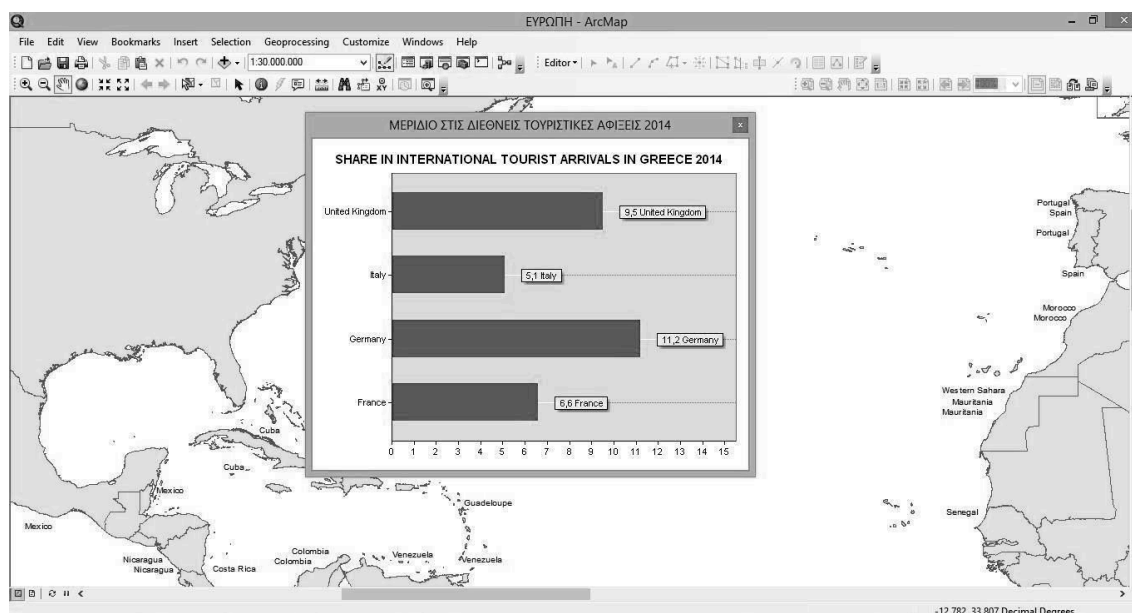 ΕΥΡΩΠΗ - ArcMap
File Edit View Bookmarks Insert Selection Geoprocessing Customize Windows Help
1:30.000.000
Editor
ΜΕΡΙΔΙΟ ΣΤΙΣ ΔΙΕΘΝΕΙΣ ΤΟΥΡΙΣΤΙΚΕΣ ΑΦΙΞΕΙΣ 2014
SHARE IN INTERNATIONAL TOURIST ARRIVALS IN GREECE 2014
United Kingdom
9,5 United Kingdom
Italy
5,1 Italy
Germany
11,2 Germany
France
6,6 France
0 1 2 3 4 5 6 7 8 9 10 11 12 13 14 15
Portugal
Spain
Portugal
Spain
Morocco
Morocco
Western Sahara
Mauritania
Mauritania
Senegal
Cuba
Cuba
Mexico
Mexico
Guadeloupe
Nicaragua
Nicaragua
Costa Rica
Colombia
Colombia
Venezuela
Venezuela
-12,782 33,807 Decimal Degrees